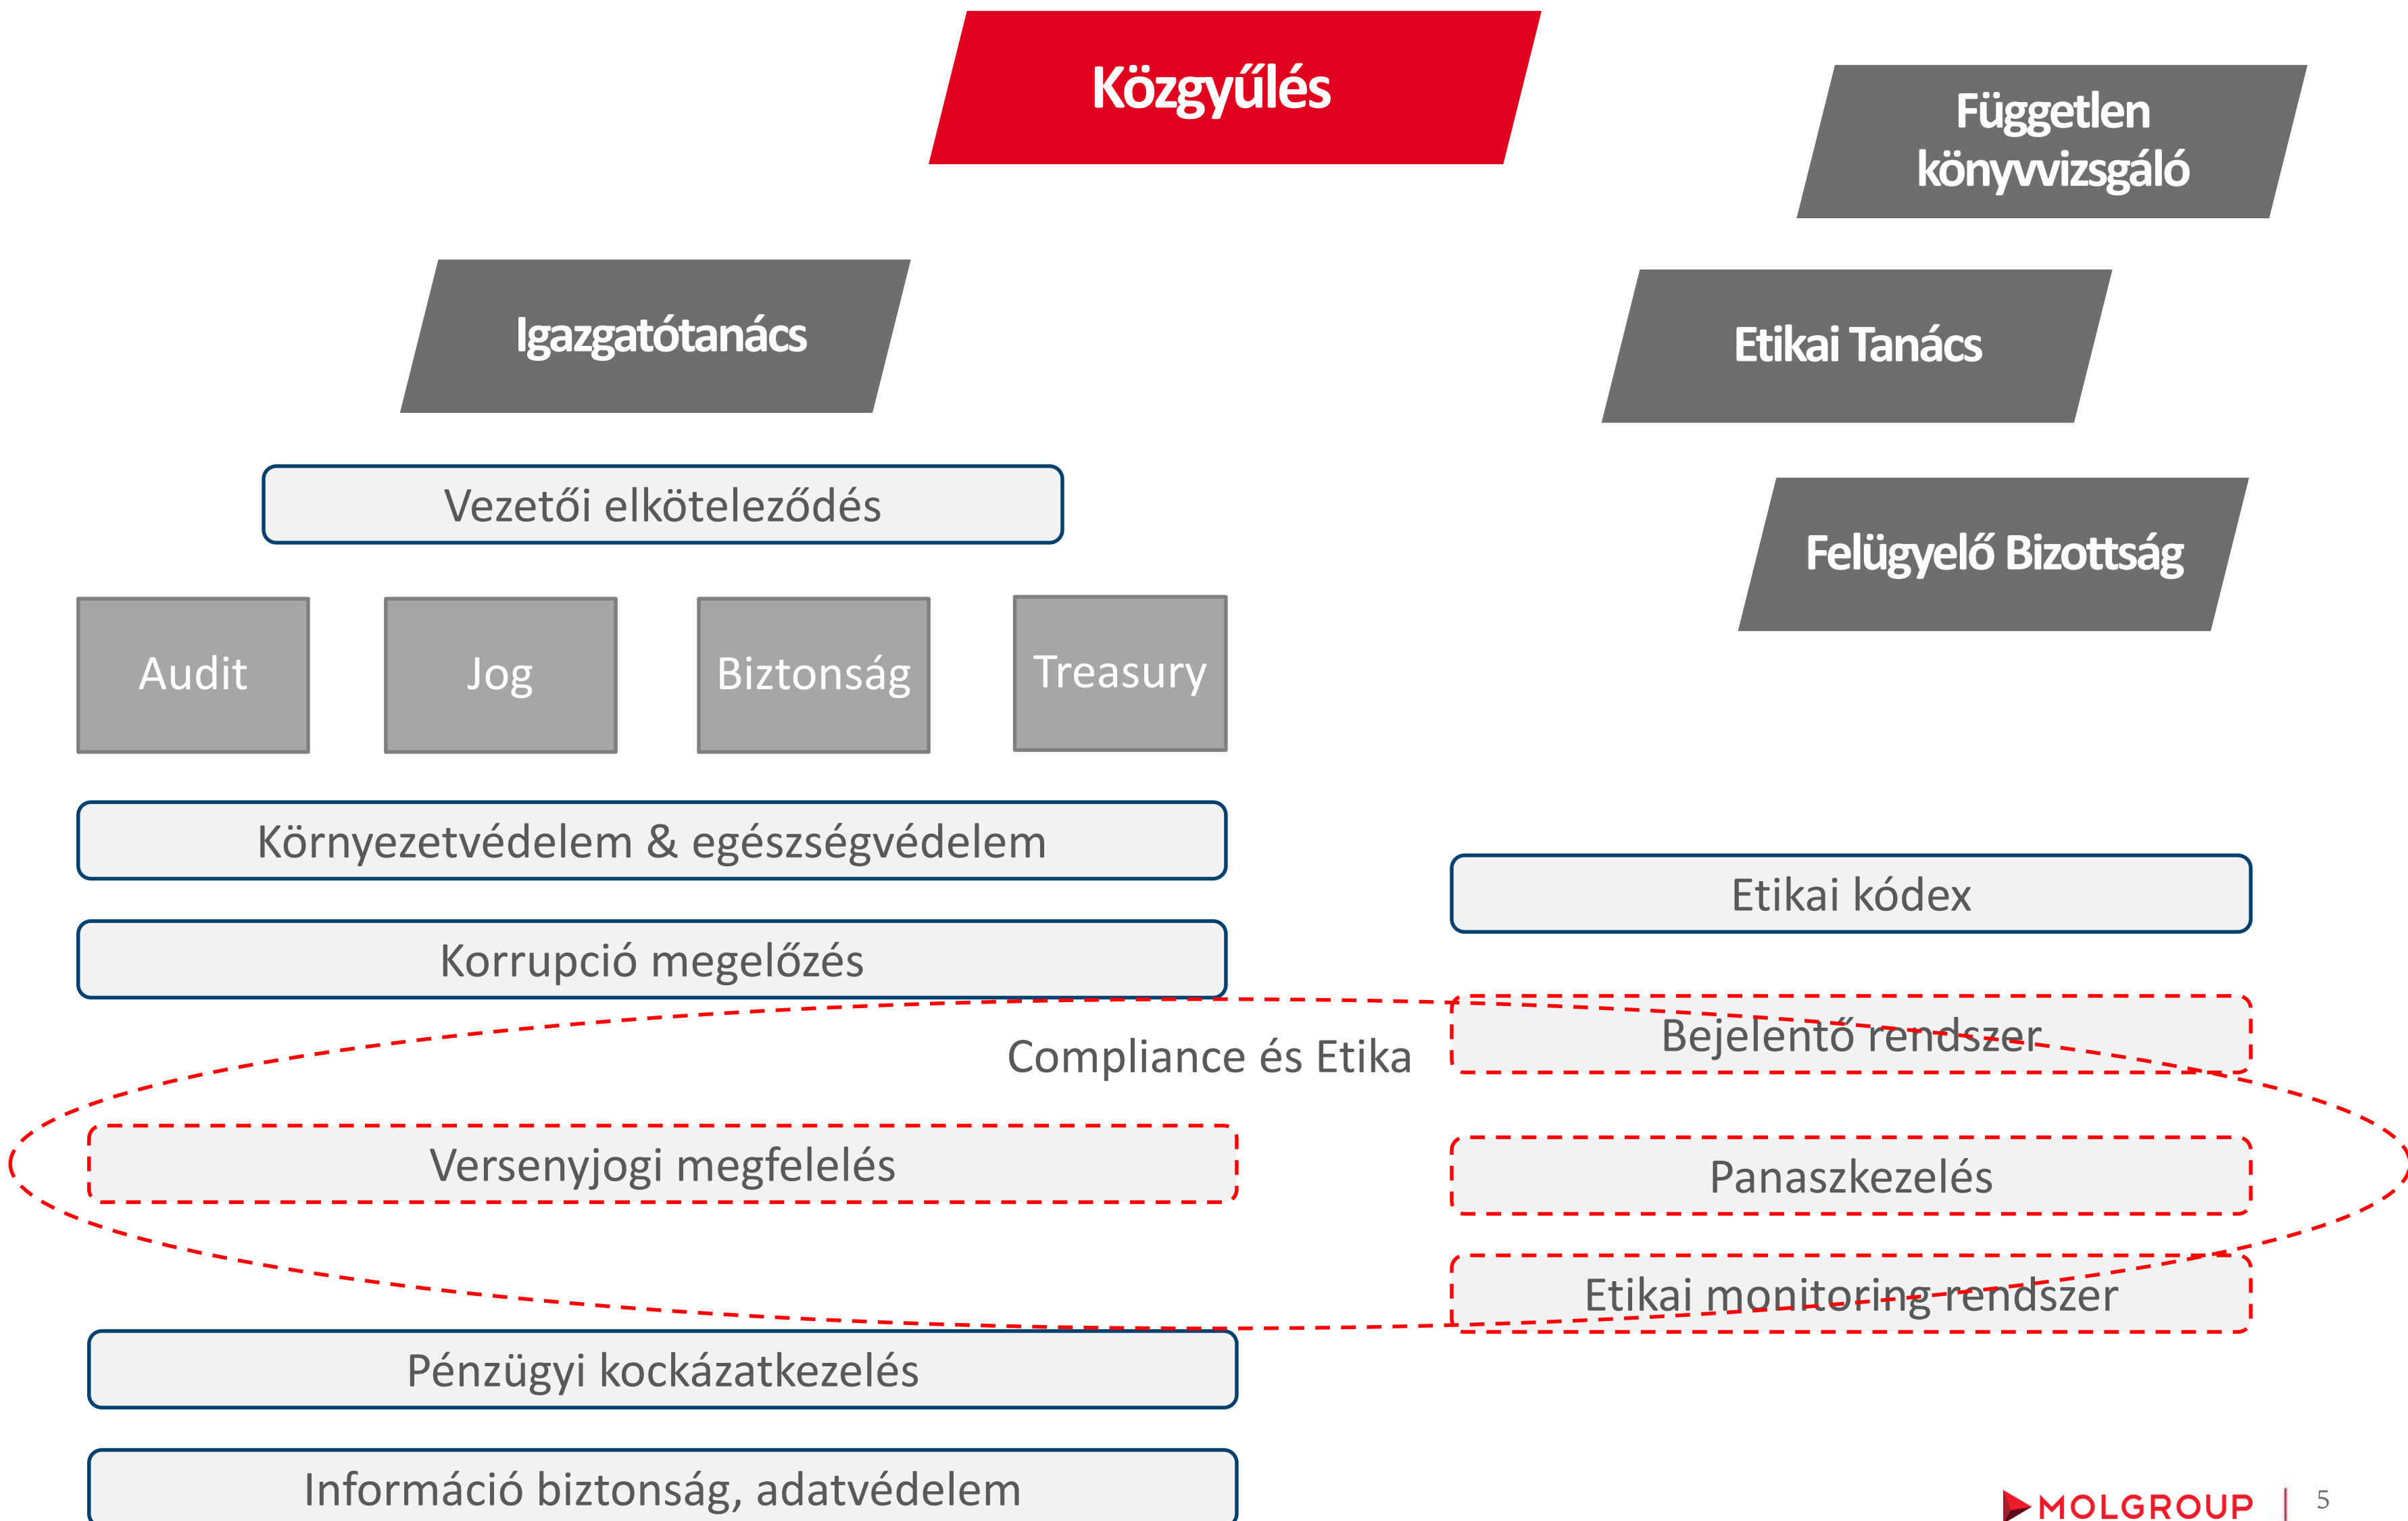 Közgyűlés
Független
könyvvizsgáló
Igazgatótanács
Etikai Tanács
Vezetői elköteleződés
Felügyelő Bizottság
Audit
Jog
Biztonság
Treasury
Környezetvédelem & egészségvédelem
Etikai kódex
Korrupció megelőzés
Bejelentő rendszer
Compliance és Etika
Versenyjogi megfelelés
Panaszkezelés
Etikai monitoring rendszer
Pénzügyi kockázatkezelés
Információ biztonság, adatvédelem
MOLGROUP
5